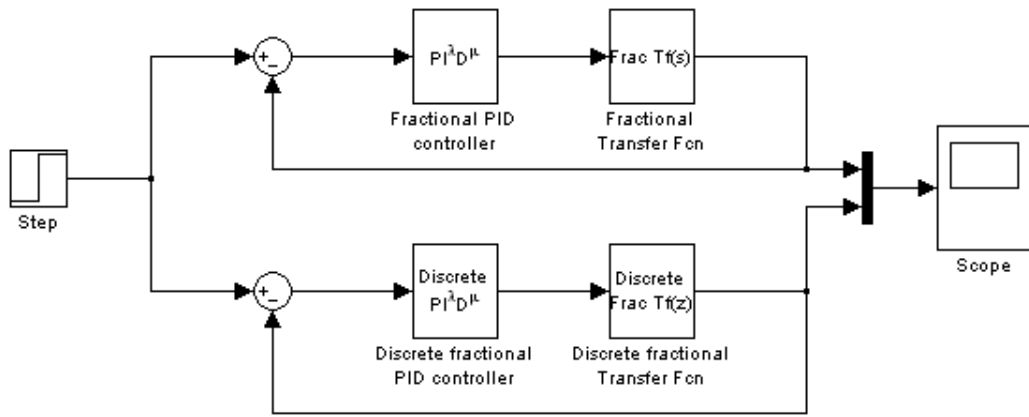 PI^λD^μ
Frac Tf(s)
Fractional PID
controller
Fractional
Transfer Fcn
Step
Scope
Discrete
PI^λD^μ
Discrete
Frac Tf(z)
Discrete fractional
PID controller
Discrete fractional
Transfer Fcn